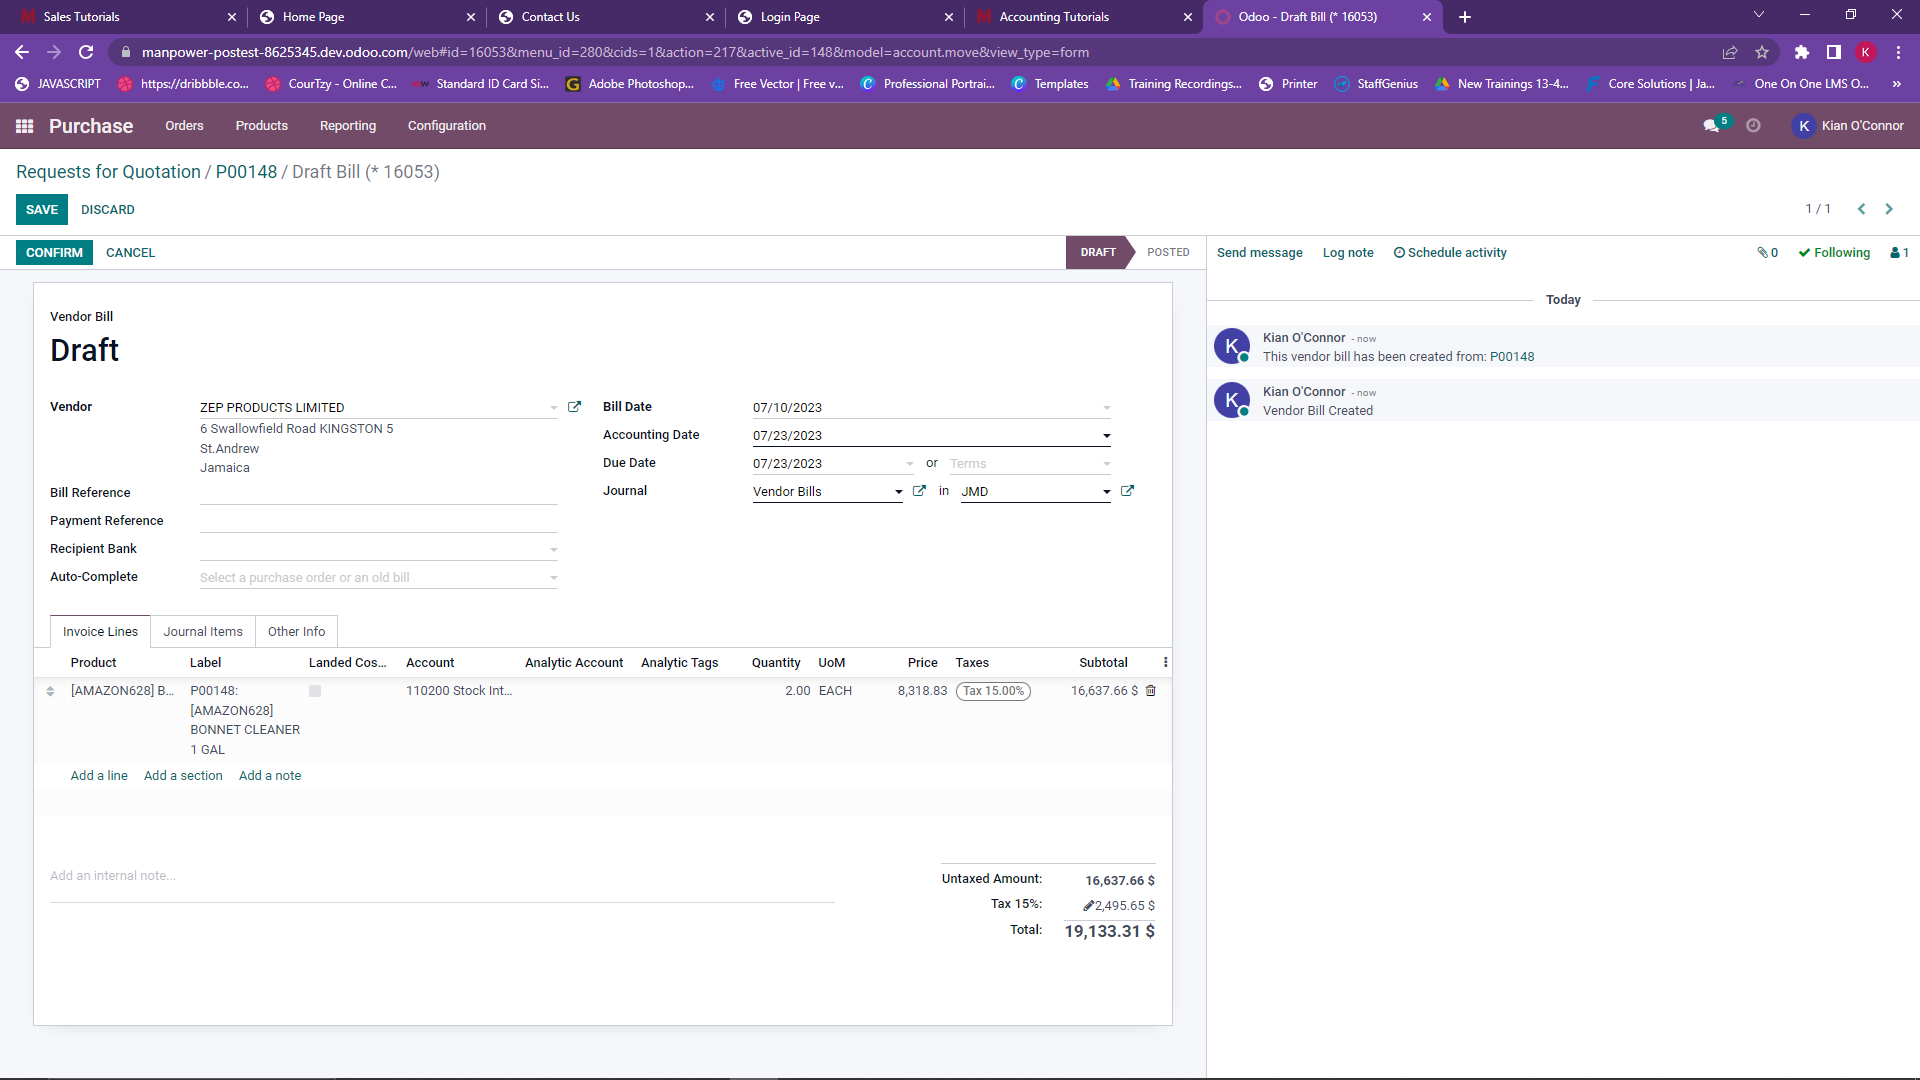 Sales Tutorials
Home Page
Contact Us
Login Page
Accounting Tutorials
Odoo - Draft Bill (* 16053)
manpower-postest-8625345.dev.odoo.com/web#id=16053&menu_id=280&cids=1&action=217&active_id=148&model=account.move&view_type=form
K
JAVASCRIPT
https://dribbble.co...
CourTzy - Online C...
Standard ID Card Si...
Adobe Photoshop...
Free Vector | Free v...
Professional Portrai...
Templates
Training Recordings...
Printer
StaffGenius
New Trainings 13-4...
Core Solutions | Ja...
One On One LMS O...
»
Purchase
Orders
Products
Reporting
Configuration
5
K Kian O'Connor
Requests for Quotation / P00148 / Draft Bill (* 16053)
SAVE DISCARD
1 / 1
CONFIRM CANCEL
DRAFT POSTED
Send message Log note Schedule activity
0 Following 1
Vendor Bill
Draft
Vendor ZEP PRODUCTS LIMITED
6 Swallowfield Road KINGSTON 5
St.Andrew
Jamaica
Bill Reference
Payment Reference
Recipient Bank
Auto-Complete Select a purchase order or an old bill
Bill Date 07/10/2023
Accounting Date 07/23/2023
Due Date 07/23/2023 or Terms
Journal Vendor Bills in JMD
Invoice Lines Journal Items Other Info
Product Label Landed Cos... Account Analytic Account Analytic Tags Quantity UoM Price Taxes Subtotal
[AMAZON628] B... P00148: 110200 Stock Int... 2.00 EACH 8,318.83 Tax 15.00% 16,637.66 $
[AMAZON628]
BONNET CLEANER
1 GAL
Add a line Add a section Add a note
Add an internal note...
Untaxed Amount: 16,637.66 $
Tax 15%: 2,495.65 $
Total: 19,133.31 $
Today
K
Kian O'Connor - now
This vendor bill has been created from: P00148
K
Kian O'Connor - now
Vendor Bill Created